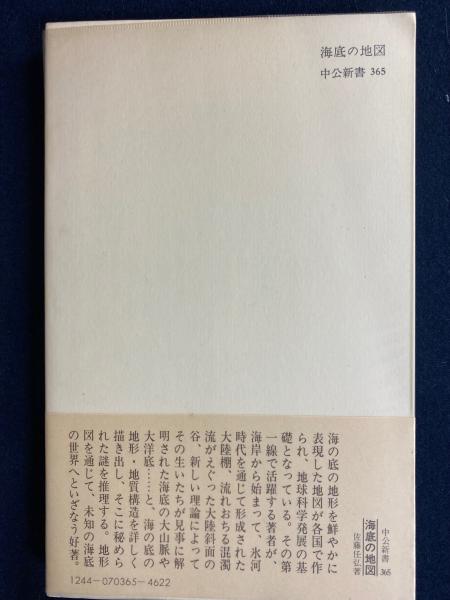 海底の地図
中公新書 365
海の底の地形を鮮やかに
表現した地図が各国で作
られ、地球科学発展の基
礎となっている。その第
一線で活躍する著者が、
海岸から始まって、氷河
時代を通じて形成された
大陸棚、流れおちる混濁
流がえぐった大陸斜面の
谷、新しい理論によって
その生いたちが見事に解
明された海底の大山脈や
大洋底……と、海の底の
地形・地質構造を詳しく
描き出し、そこに秘めら
れた謎を推理する。地形
図を通じて、未知の海底
の世界へといざなう好著。
中公新書 365
海底の地図
佐藤任弘著
1244-070365-4622